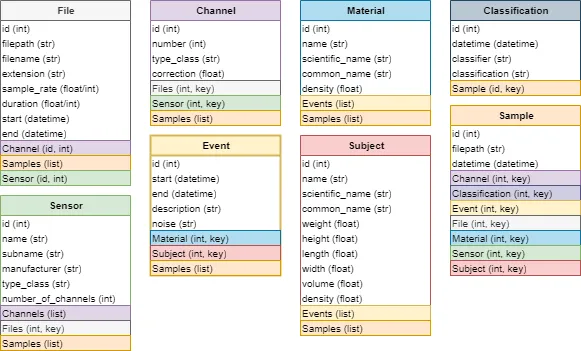 File
id (int)
filepath (str)
filename (str)
extension (str)
sample_rate (float/int)
duration (float/int)
start (datetime)
end (datetime)
Channel (id, int)
Samples (list)
Sensor (id, int)
Sensor
id (int)
name (str)
subname (str)
manufacturer (str)
type_class (str)
number_of_channels (int)
Channels (list)
Files (int, key)
Samples (list)
Channel
id (int)
number (int)
type_class (str)
correction (float)
Files (int, key)
Sensor (int, key)
Samples (list)
Event
id (int)
start (datetime)
end (datetime)
description (str)
noise (str)
Material (int, key)
Subject (int, key)
Samples (list)
Material
id (int)
name (str)
scientific_name (str)
common_name (str)
density (float)
Events (list)
Samples (list)
Subject
id (int)
name (str)
scientific_name (str)
common_name (str)
weight (float)
height (float)
length (float)
width (float)
volume (float)
density (float)
Events (list)
Samples (list)
Classification
id (int)
datetime (datetime)
classifier (str)
classification (str)
Sample (id, key)
Sample
id (int)
filepath (str)
datetime (datetime)
Channel (int, key)
Classification (int, key)
Event (int, key)
File (int, key)
Material (int, key)
Sensor (int, key)
Subject (int, key)